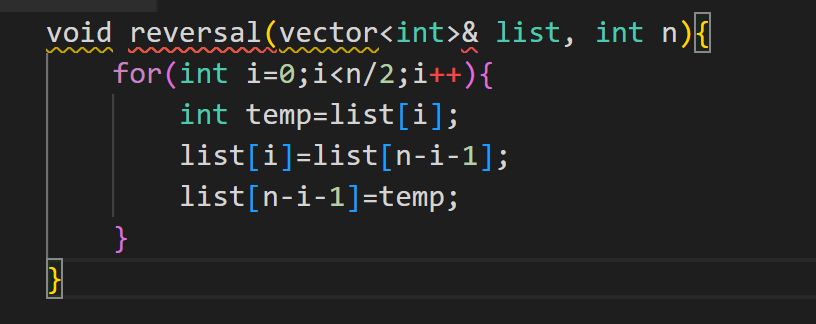 void reversal(vector<int>& list, int n){
for(int i=0;i<n/2;i++){
int temp=list[i];
list[i]=list[n-i-1];
list[n-i-1]=temp;
}
}